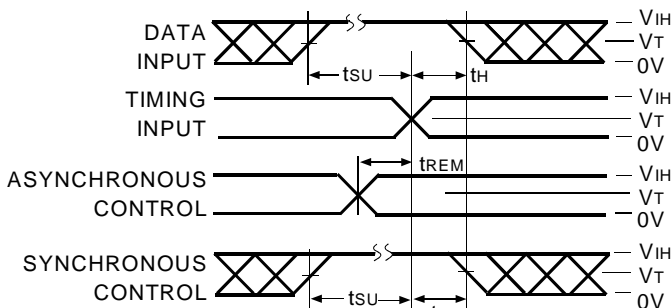 DATA
INPUT
tSU
tH
VIH
VT
0V
TIMING
INPUT
VIH
VT
0V
tREM
ASYNCHRONOUS
CONTROL
VIH
VT
0V
SYNCHRONOUS
CONTROL
tSU
VIH
VT
0V